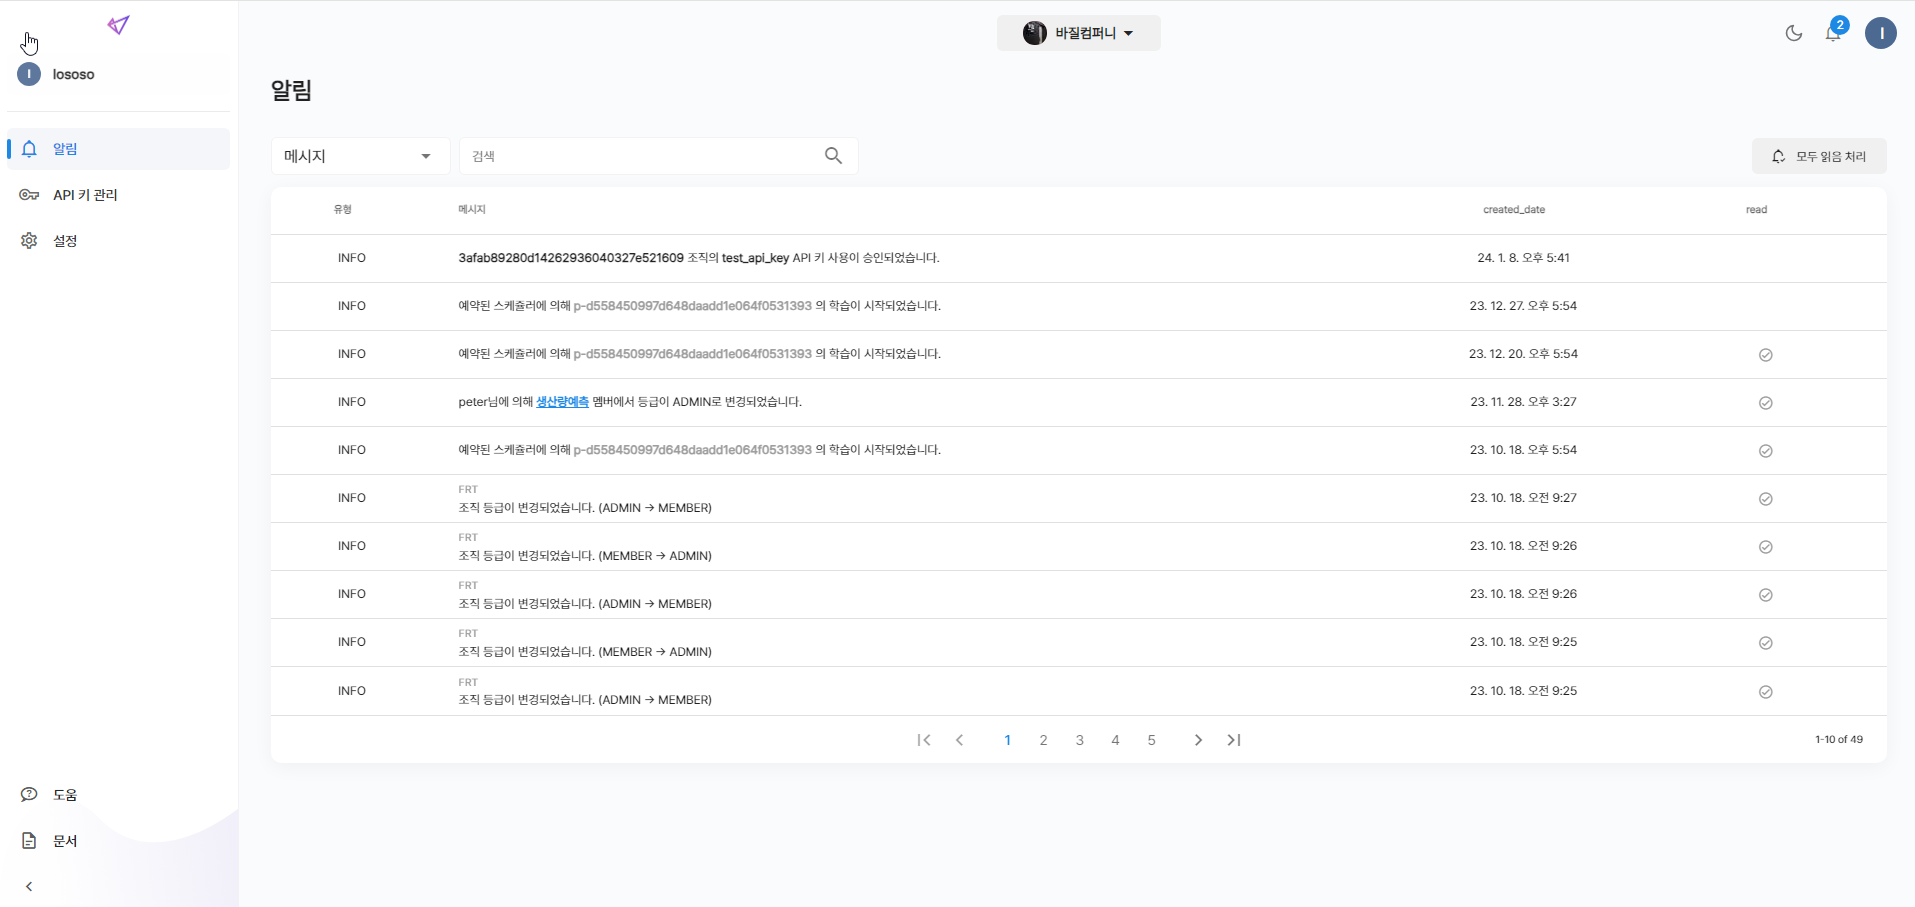 바질컴퍼니
2
I
I lososo
알림
API 키 관리
설정
도움
문서
알림
메시지
검색
모두 읽음 처리
유형 메시지 created_date read
INFO 3afab89280d14262936040327e521609 조직의 test_api_key API 키 사용이 승인되었습니다. 24. 1. 8. 오후 5:41
INFO 예약된 스케쥴러에 의해 p-d558450997d648daadd1e064f0531393 의 학습이 시작되었습니다. 23. 12. 27. 오후 5:54
INFO 예약된 스케쥴러에 의해 p-d558450997d648daadd1e064f0531393 의 학습이 시작되었습니다. 23. 12. 20. 오후 5:54
INFO peter님에 의해 생산량예측 멤버에서 등급이 ADMIN로 변경되었습니다. 23. 11. 28. 오후 3:27
INFO 예약된 스케쥴러에 의해 p-d558450997d648daadd1e064f0531393 의 학습이 시작되었습니다. 23. 10. 18. 오후 5:54
FRT
INFO 조직 등급이 변경되었습니다. (ADMIN → MEMBER) 23. 10. 18. 오전 9:27
FRT
INFO 조직 등급이 변경되었습니다. (MEMBER → ADMIN) 23. 10. 18. 오전 9:26
FRT
INFO 조직 등급이 변경되었습니다. (ADMIN → MEMBER) 23. 10. 18. 오전 9:26
FRT
INFO 조직 등급이 변경되었습니다. (MEMBER → ADMIN) 23. 10. 18. 오전 9:25
FRT
INFO 조직 등급이 변경되었습니다. (ADMIN → MEMBER) 23. 10. 18. 오전 9:25
1 2 3 4 5
1-10 of 49